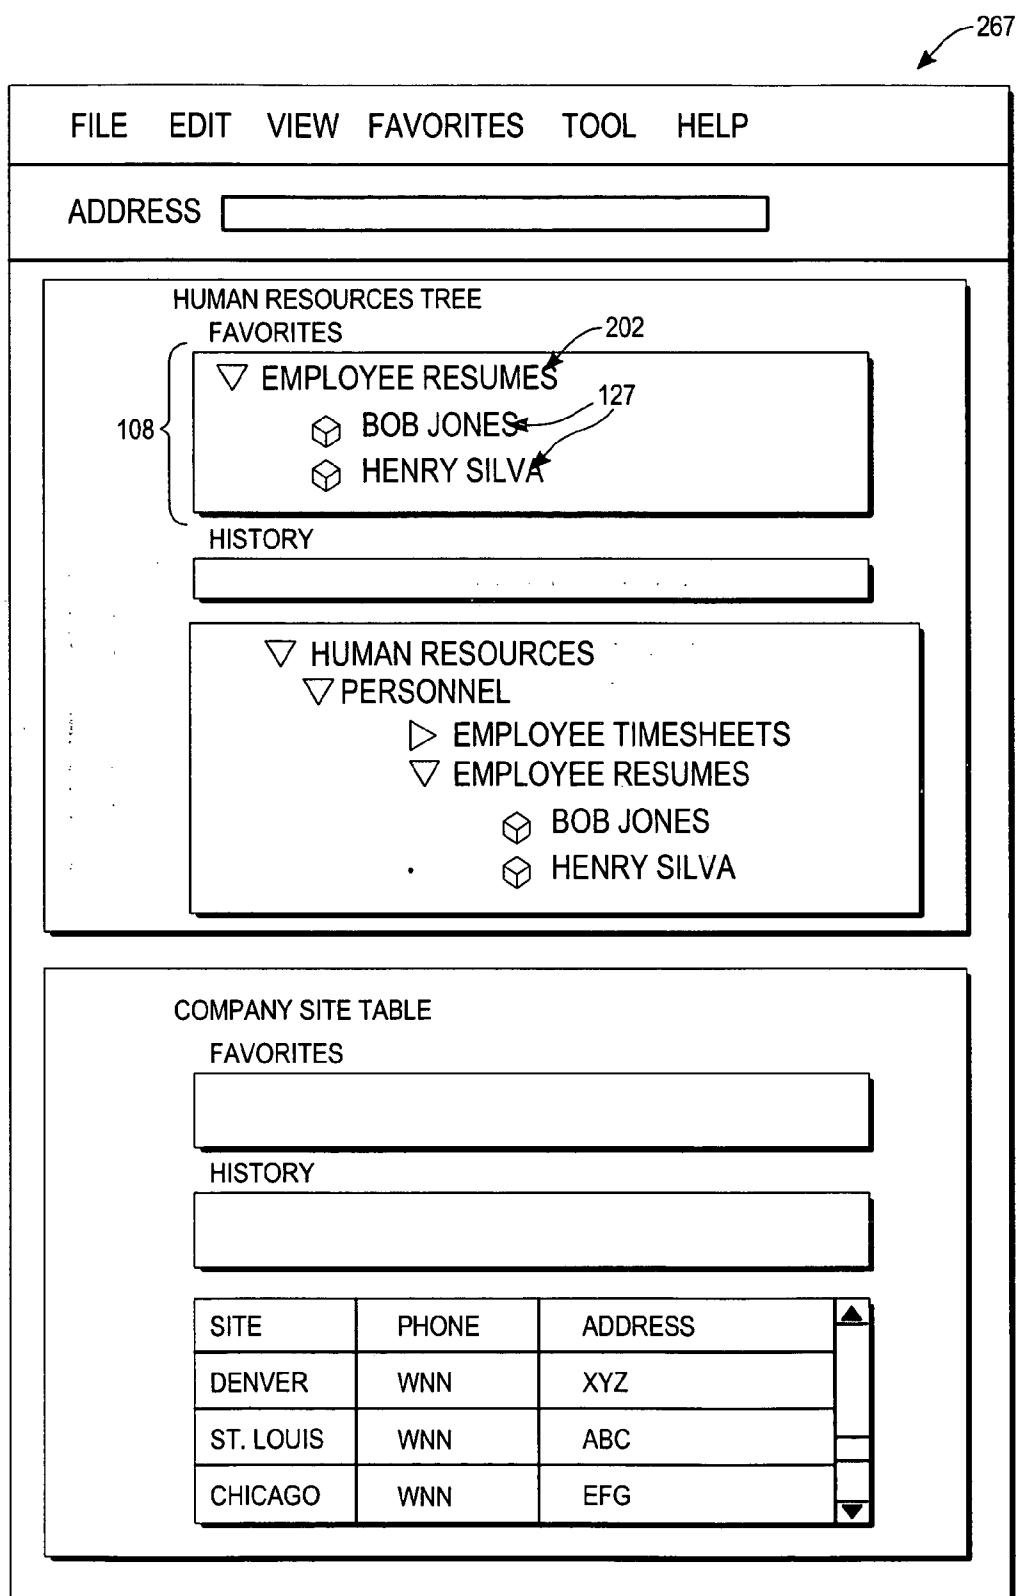 267
FILE EDIT VIEW FAVORITES TOOL HELP
ADDRESS
HUMAN RESOURCES TREE
FAVORITES
202
EMPLOYEE RESUMES
127
108
BOB JONES
HENRY SILVA
HISTORY
HUMAN RESOURCES
PERSONNEL
EMPLOYEE TIMESHEETS
EMPLOYEE RESUMES
BOB JONES
HENRY SILVA
COMPANY SITE TABLE
FAVORITES
HISTORY
SITE PHONE ADDRESS
DENVER WNN XYZ
ST. LOUIS WNN ABC
CHICAGO WNN EFG